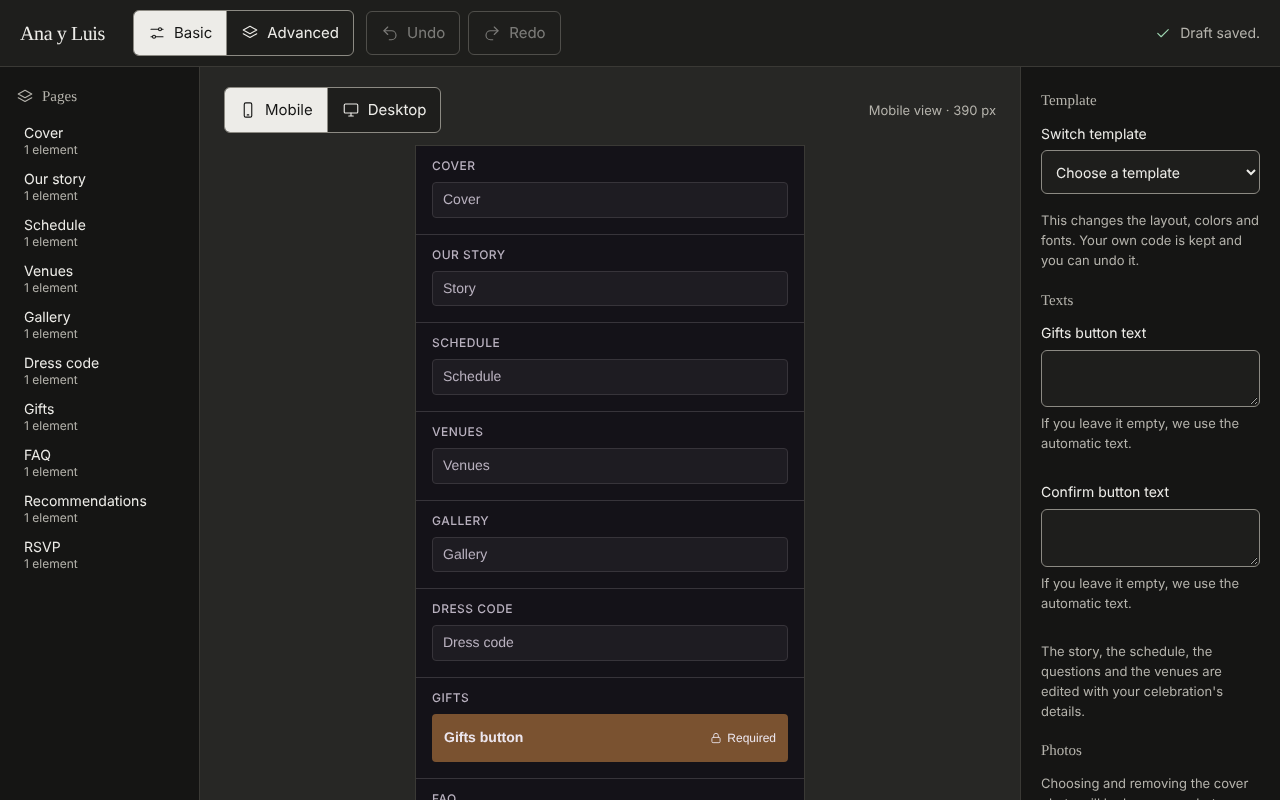 Ana y Luis
Basic
Advanced
Undo
Redo
Draft saved.
Pages
Cover
1 element
Our story
1 element
Schedule
1 element
Venues
1 element
Gallery
1 element
Dress code
1 element
Gifts
1 element
FAQ
1 element
Recommendations
1 element
RSVP
1 element
Mobile
Desktop
Mobile view · 390 px
COVER
Cover
OUR STORY
Story
SCHEDULE
Schedule
VENUES
Venues
GALLERY
Gallery
DRESS CODE
Dress code
GIFTS
Gifts button
Required
FAQ
Template
Switch template
Choose a template
This changes the layout, colors and
fonts. Your own code is kept and
you can undo it.
Texts
Gifts button text
If you leave it empty, we use the
automatic text.
Confirm button text
If you leave it empty, we use the
automatic text.
The story, the schedule, the
questions and the venues are
edited with your celebration's
details.
Photos
Choosing and removing the cover